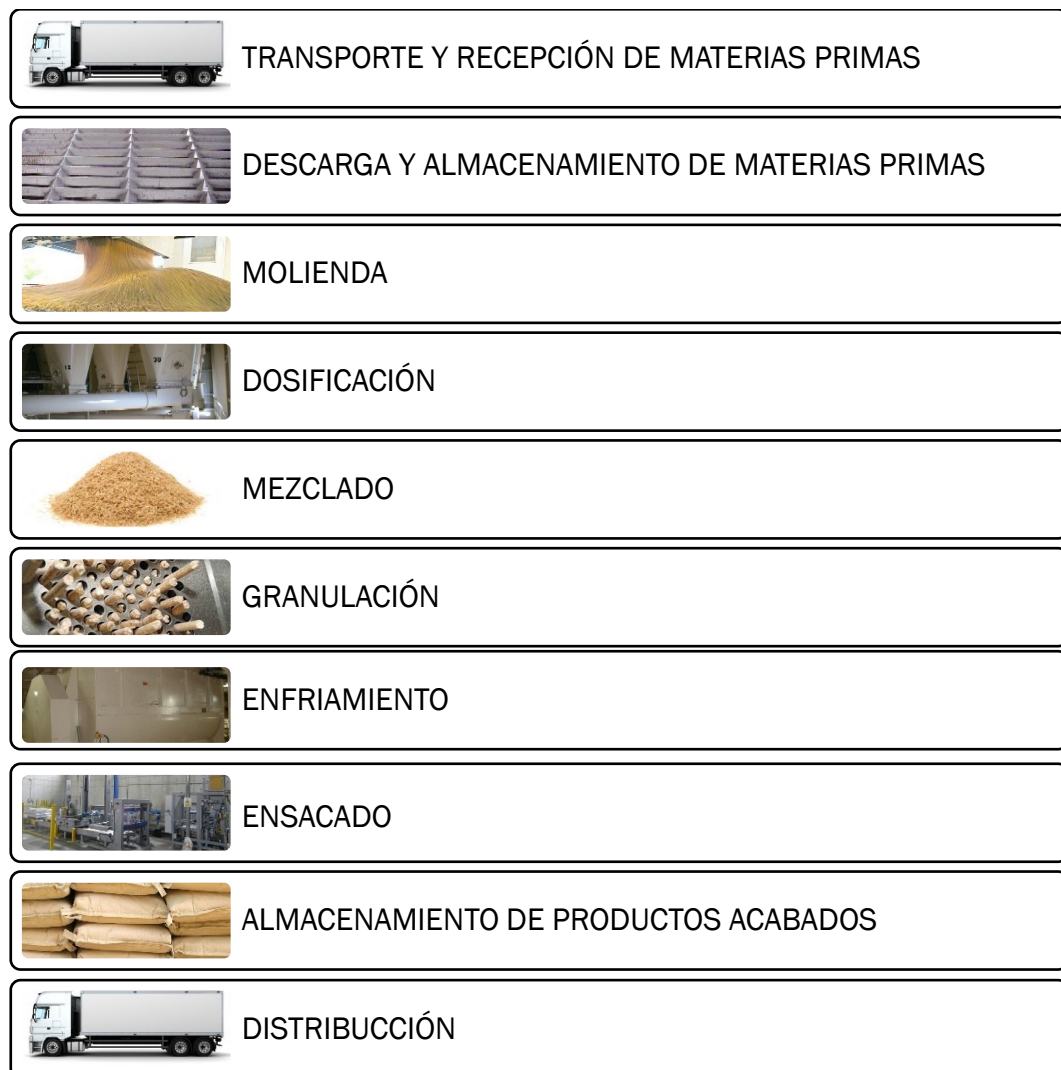 TRANSPORTE Y RECEPCIÓN DE MATERIAS PRIMAS
DESCARGA Y ALMACENAMIENTO DE MATERIAS PRIMAS
MOLIENDA
DOSIFICACIÓN
MEZCLADO
GRANULACIÓN
ENFRIAMIENTO
ENSACADO
ALMACENAMIENTO DE PRODUCTOS ACABADOS
DISTRIBUCCIÓN